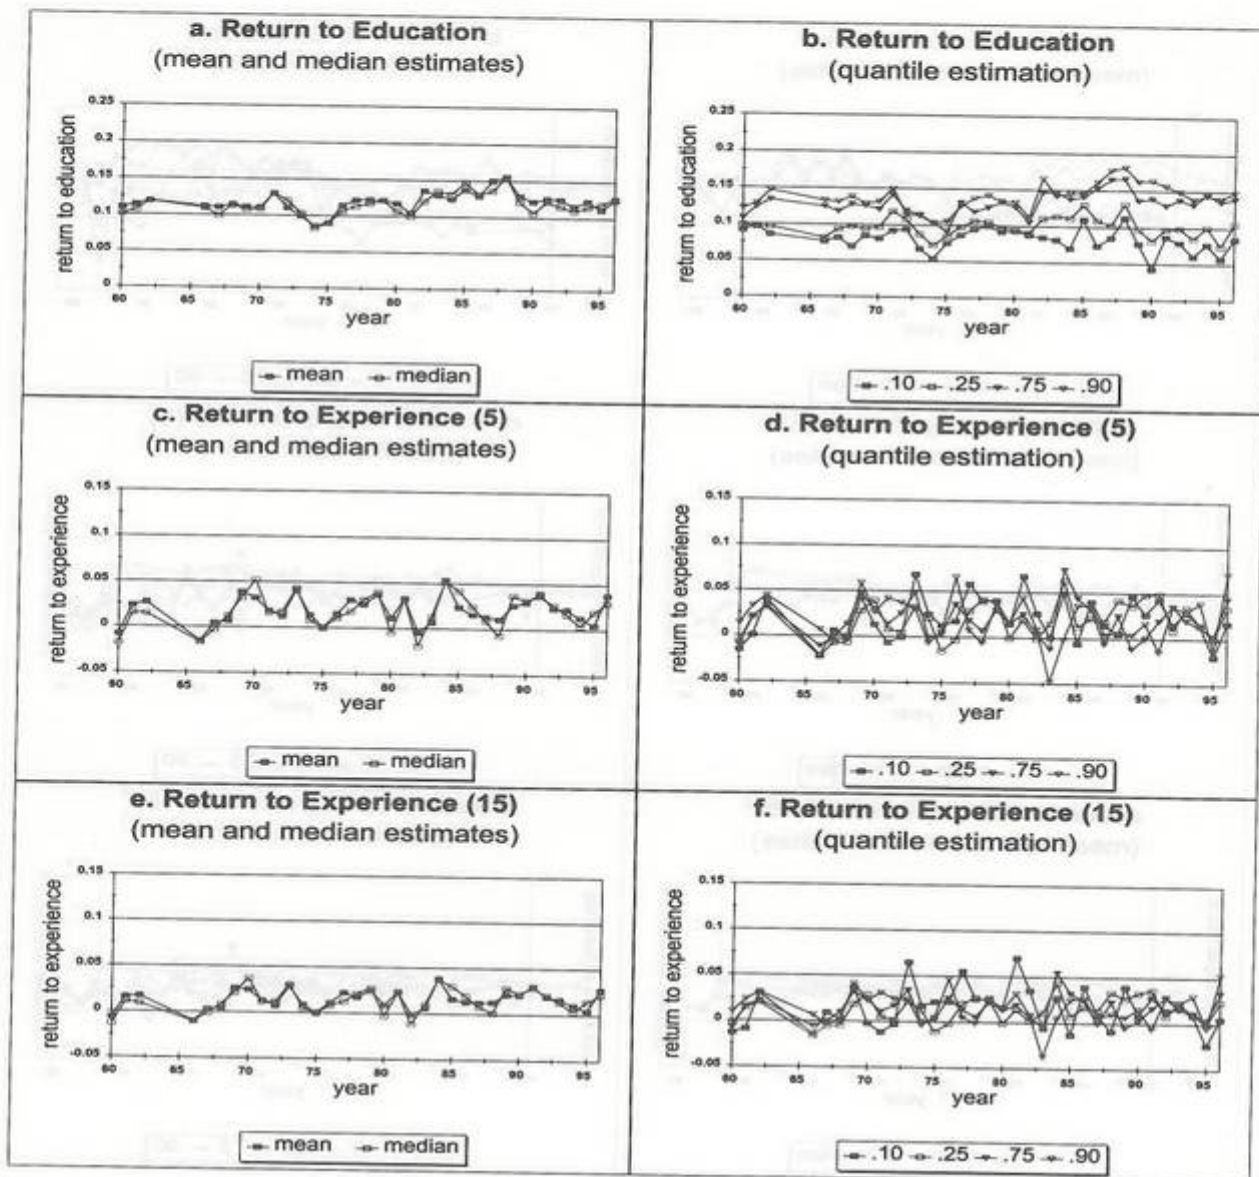 a. Return to Education
(mean and median estimates)
return to education
0.25
0.2
0.15
0.1
0.05
0
60 65 70 75 80 85 90 95
year
mean median
b. Return to Education
(quantile estimation)
return to education
0.25
0.2
0.15
0.1
0.05
0
60 65 70 75 80 85 90 95
year
.10 .25 .75 .90
c. Return to Experience (5)
(mean and median estimates)
return to experience
0.15
0.1
0.05
0
-0.05
60 65 70 75 80 85 90 95
year
mean median
d. Return to Experience (5)
(quantile estimation)
return to experience
0.15
0.1
0.05
0
-0.05
60 65 70 75 80 85 90 95
year
.10 .25 .75 .90
e. Return to Experience (15)
(mean and median estimates)
return to experience
0.15
0.1
0.05
0
-0.05
60 65 70 75 80 85 90 95
year
mean median
f. Return to Experience (15)
(quantile estimation)
return to experience
0.15
0.1
0.05
0
-0.05
60 65 70 75 80 85 90 95
year
.10 .25 .75 .90